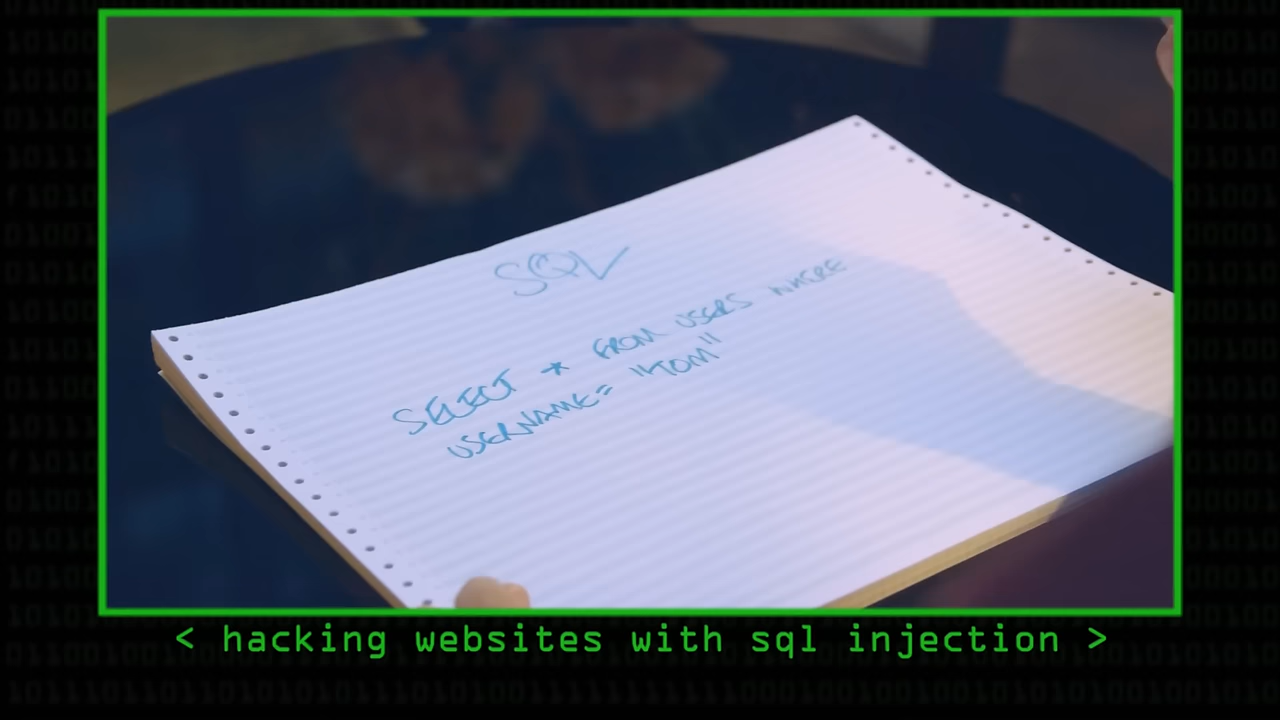 SQL
SELECT * FROM USERS WHERE
USERNAME= "TOM"
< hacking websites with sql injection >